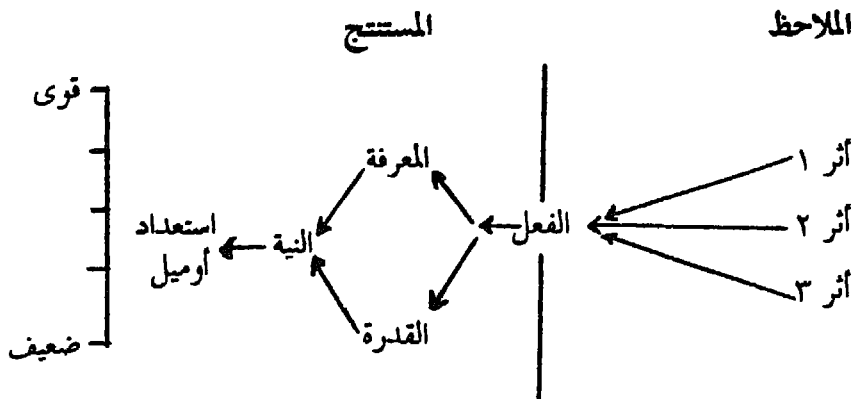 الملاحظ
المستنتج
قوى
أثر ١
المعرفة
أثر ٢
الفعل
النية
استعداد
أوميل
أثر ٣
القدرة
ضعيف